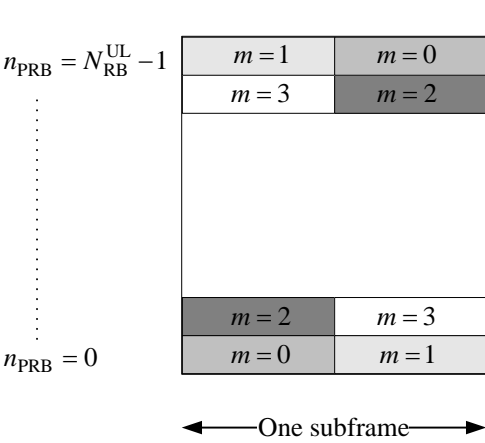 n_PRB = N_RB^UL − 1 m = 1 m = 0
m = 3 m = 2
m = 2 m = 3
n_PRB = 0 m = 0 m = 1
One subframe